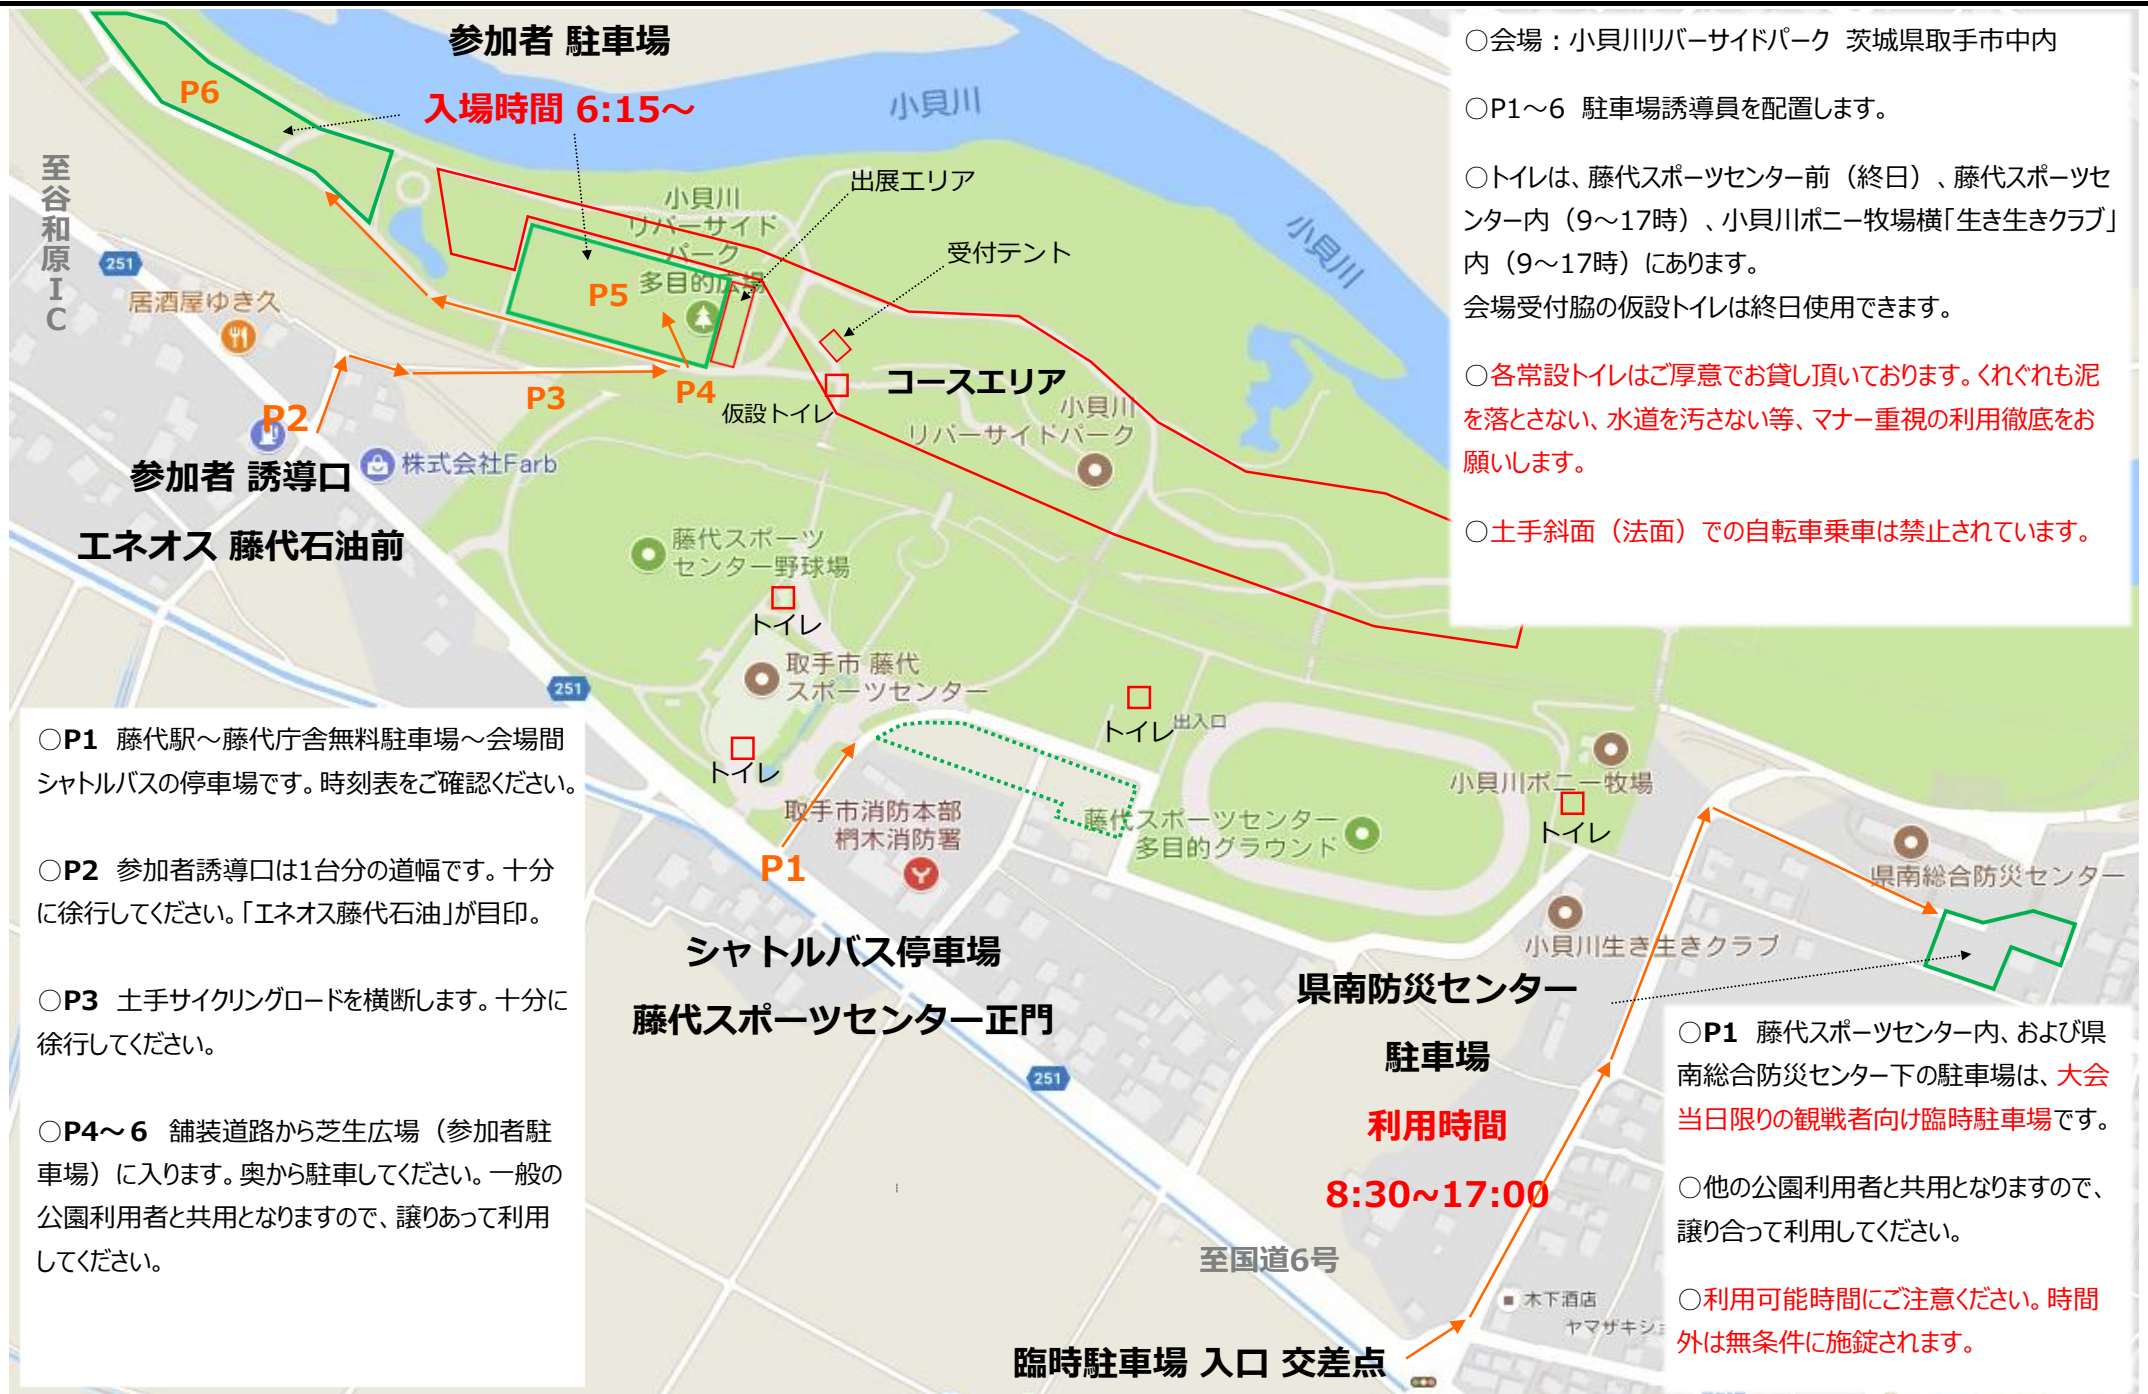 参加者 駐車場
入場時間 6:15～
P6
小貝川
小貝川
至谷和原IC
251
居酒屋ゆき久
小貝川
リバーサイド
パーク
多目的広場
出展エリア
受付テント
P5
P3
P4
P2
仮設トイレ
コースエリア
小貝川
リバーサイドパーク
株式会社Farb
参加者 誘導口
エネオス 藤代石油前
藤代スポーツ
センター野球場
トイレ
取手市 藤代
スポーツセンター
251
トイレ
トイレ
出入口
小貝川ポニー牧場
トイレ
取手市消防本部
椚木消防署
P1
藤代スポーツセンター
多目的グラウンド
県南総合防災センター
小貝川生き生きクラブ
シャトルバス停車場
藤代スポーツセンター正門
県南防災センター
駐車場
利用時間
8:30~17:00
251
至国道6号
木下酒店
ヤマザキショ
臨時駐車場 入口 交差点
○会場：小貝川リバーサイドパーク 茨城県取手市中内
○P1～6 駐車場誘導員を配置します。
○トイレは、藤代スポーツセンター前（終日）、藤代スポーツセ
ンター内（9～17時）、小貝川ポニー牧場横「生き生きクラブ」
内（9～17時）にあります。
会場受付脇の仮設トイレは終日使用できます。
○各常設トイレはご厚意でお貸し頂いております。くれぐれも泥
を落とさない、水道を汚さない等、マナー重視の利用徹底をお
願いします。
○土手斜面（法面）での自転車乗車は禁止されています。
○P1 藤代駅～藤代庁舎無料駐車場～会場間
シャトルバスの停車場です。時刻表をご確認ください。
○P2 参加者誘導口は1台分の道幅です。十分
に徐行してください。「エネオス藤代石油」が目印。
○P3 土手サイクリングロードを横断します。十分に
徐行してください。
○P4～６ 舗装道路から芝生広場（参加者駐
車場）に入ります。奥から駐車してください。一般の
公園利用者と共用となりますので、譲りあって利用
してください。
○P1 藤代スポーツセンター内、および県
南総合防災センター下の駐車場は、大会
当日限りの観戦者向け臨時駐車場です。
○他の公園利用者と共用となりますので、
譲り合って利用してください。
○利用可能時間にご注意ください。時間
外は無条件に施錠されます。